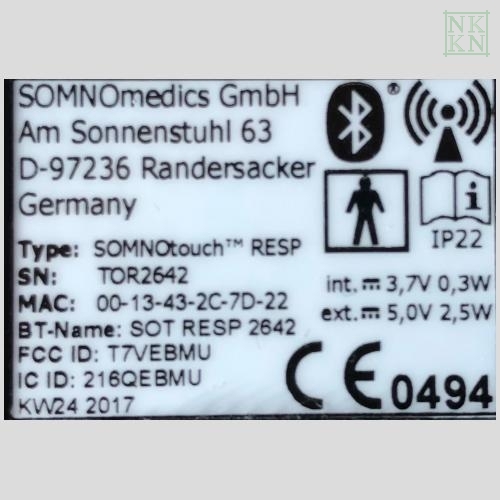 NK
KN
SOMNOmedics GmbH
Am Sonnenstuhl 63
D-97236 Randersacker
Germany
®
i
IP22
Type: SOMNOtouch™ RESP
SN: TOR2642
MAC: 00-13-43-2C-7D-22
BT-Name: SOT RESP 2642
FCC ID: T7VEBMU
IC ID: 216QEBMU
KW24 2017
int. ⎓ 3,7V 0,3W
ext. ⎓ 5,0V 2,5W
CE 0494